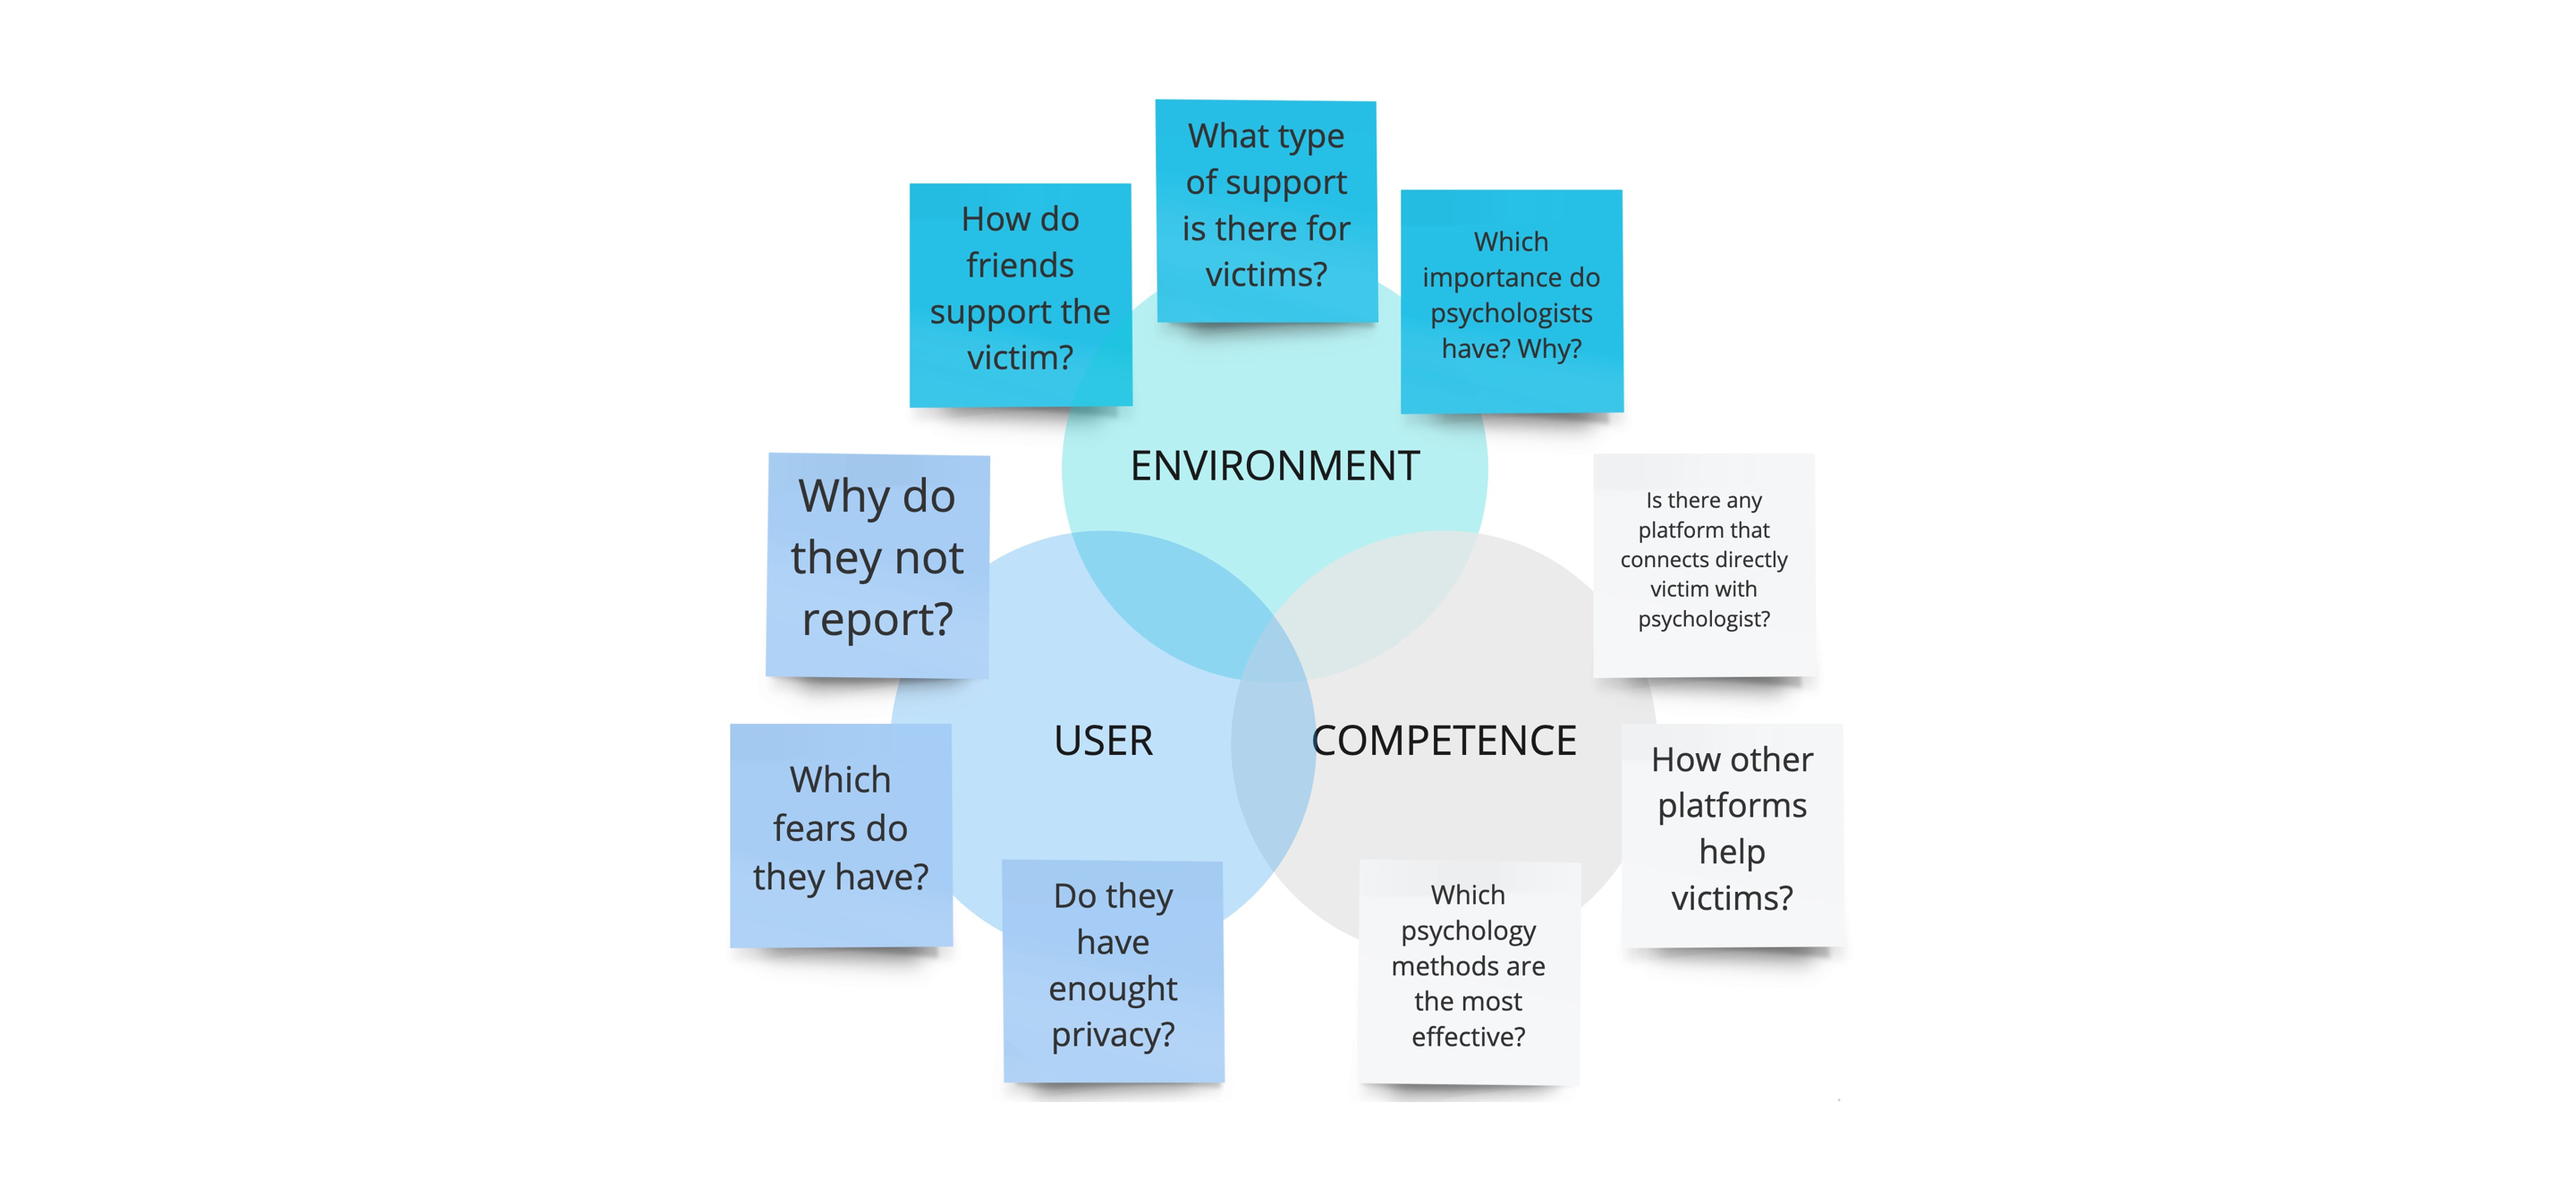 What type
of support
is there for
victims?
How do
friends
support the
victim?
Which
importance do
psychologists
have? Why?
ENVIRONMENT
Why do
they not
report?
Is there any
platform that
connects directly
victim with
psychologist?
USER
COMPETENCE
Which
fears do
they have?
How other
platforms
help
victims?
Do they
have
enought
privacy?
Which
psychology
methods are
the most
effective?